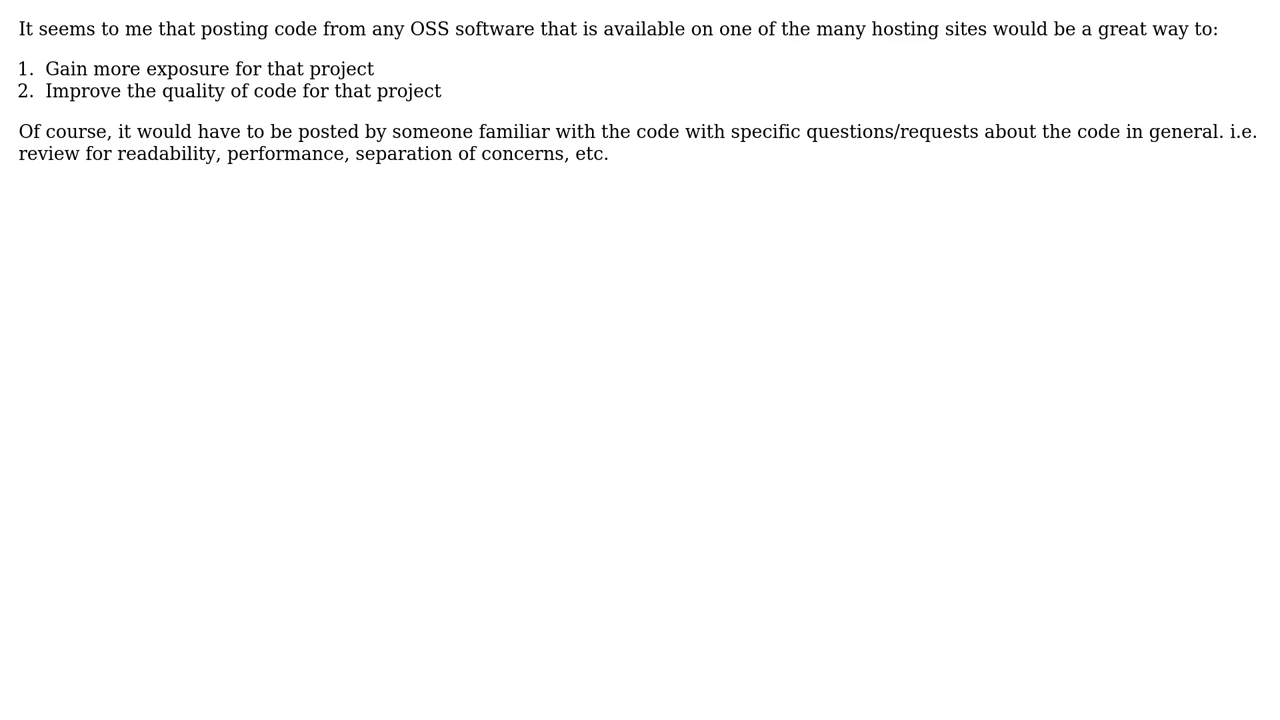 It seems to me that posting code from any OSS software that is available on one of the many hosting sites would be a great way to:
1. Gain more exposure for that project
2. Improve the quality of code for that project
Of course, it would have to be posted by someone familiar with the code with specific questions/requests about the code in general. i.e.
review for readability, performance, separation of concerns, etc.